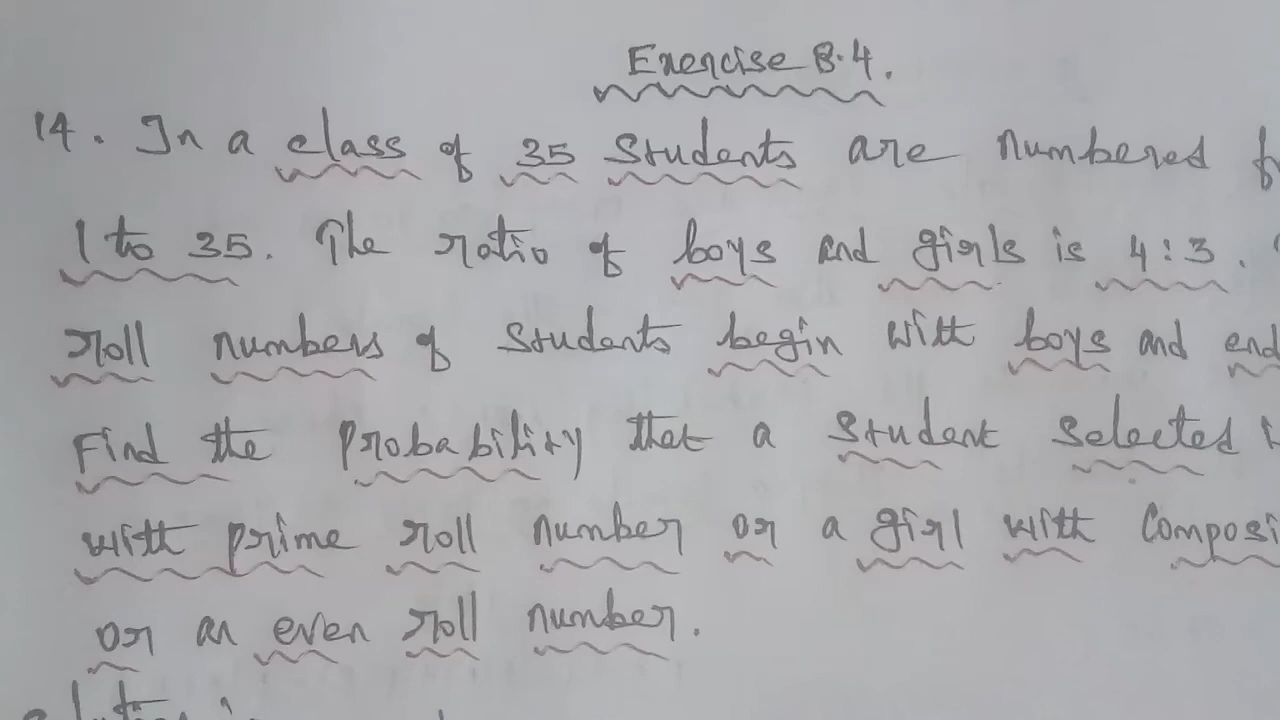 Exercise 8.4.
14. In a class of 35 students are numbered
1 to 35. The ratio of boys and girls is 4:3.
roll numbers of students begin with boys and end
Find the probability that a student selected
with prime roll number or a girl with
or an even roll number.